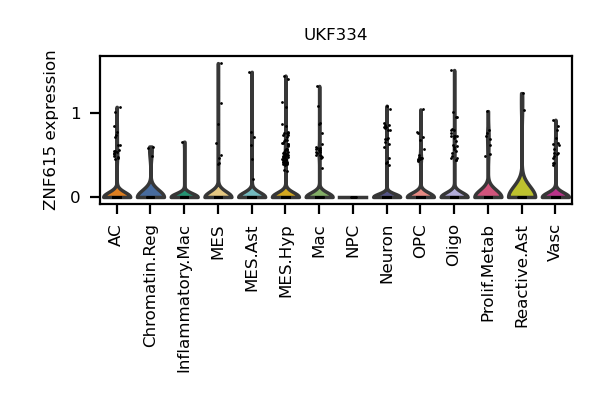 UKF334
ZNF615 expression
1
0
AC
Chromatin.Reg
Inflammatory.Mac
MES
MES.Ast
MES.Hyp
Mac
NPC
Neuron
OPC
Oligo
Prolif.Metab
Reactive.Ast
Vasc